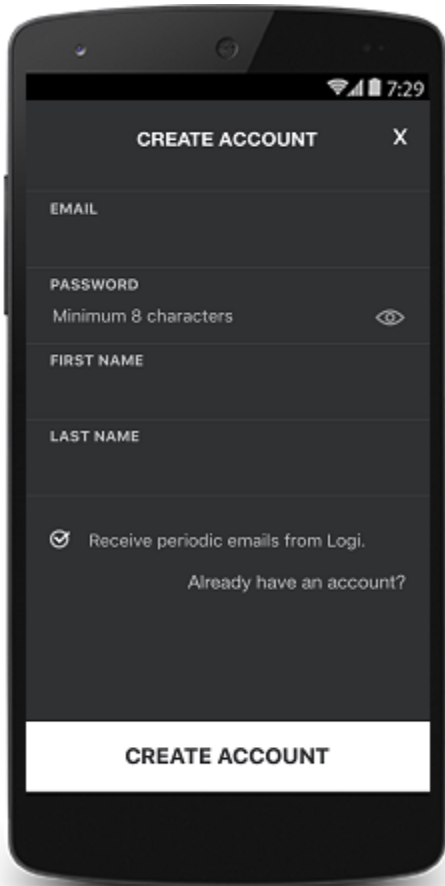 7:29
CREATE ACCOUNT X
EMAIL
PASSWORD
Minimum 8 characters
FIRST NAME
LAST NAME
Receive periodic emails from Logi.
Already have an account?
CREATE ACCOUNT